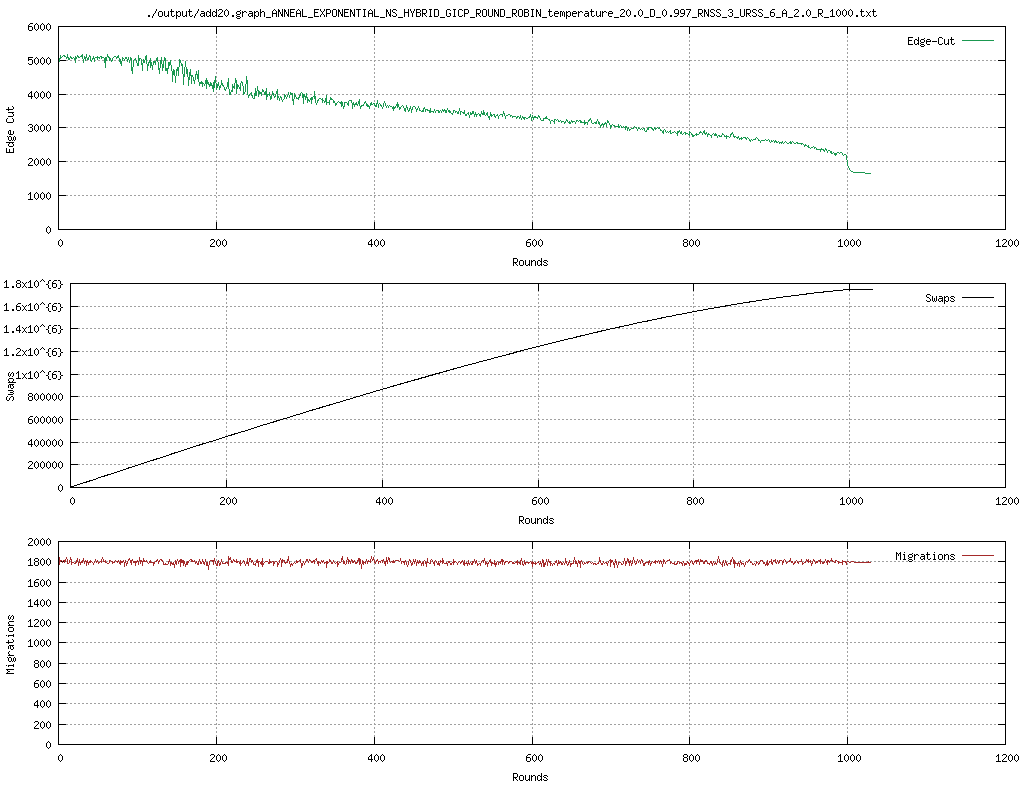 ./output/add20.graph_ANNEAL_EXPONENTIAL_NS_HYBRID_GICP_ROUND_ROBIN_temperature_20.0_D_0.997_RNSS_3_URSS_6_A_2.0_R_1000.txt
6000
5000
4000
3000
2000
1000
0
Edge Cut
Edge-Cut
0 200 400 600 800 1000 1200
Rounds
1.8x10^{6}
1.6x10^{6}
1.4x10^{6}
1.2x10^{6}
1x10^{6}
800000
600000
400000
200000
0
Swaps
Swaps
0 200 400 600 800 1000 1200
Rounds
2000
1800
1600
1400
1200
1000
800
600
400
200
0
Migrations
Migrations
0 200 400 600 800 1000 1200
Rounds